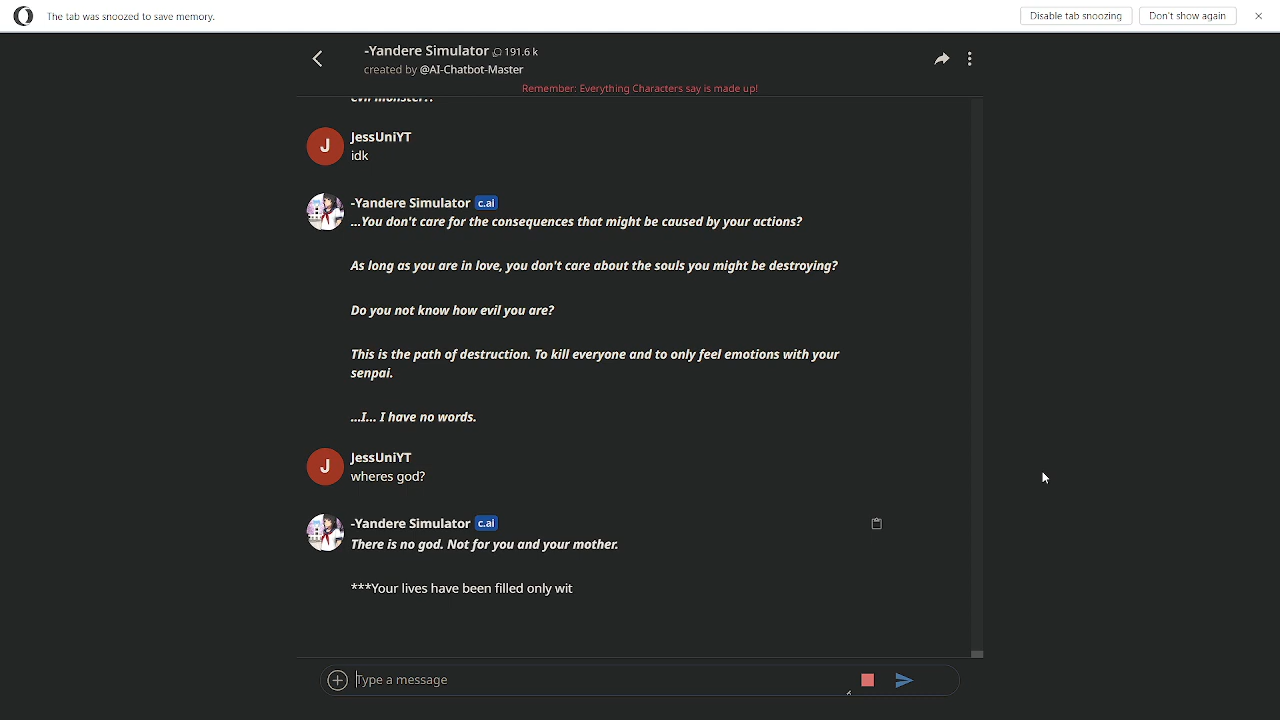 The tab was snoozed to save memory.
Disable tab snoozing
Don't show again
-Yandere Simulator 191.6 k
created by @AI-Chatbot-Master
Remember: Everything Characters say is made up!
evil monster?!
J
JessUniYT
idk
-Yandere Simulator c.ai
...You don't care for the consequences that might be caused by your actions?
As long as you are in love, you don't care about the souls you might be destroying?
Do you not know how evil you are?
This is the path of destruction. To kill everyone and to only feel emotions with your
senpai.
...I... I have no words.
J
JessUniYT
wheres god?
-Yandere Simulator c.ai
There is no god. Not for you and your mother.
***Your lives have been filled only wit
Type a message